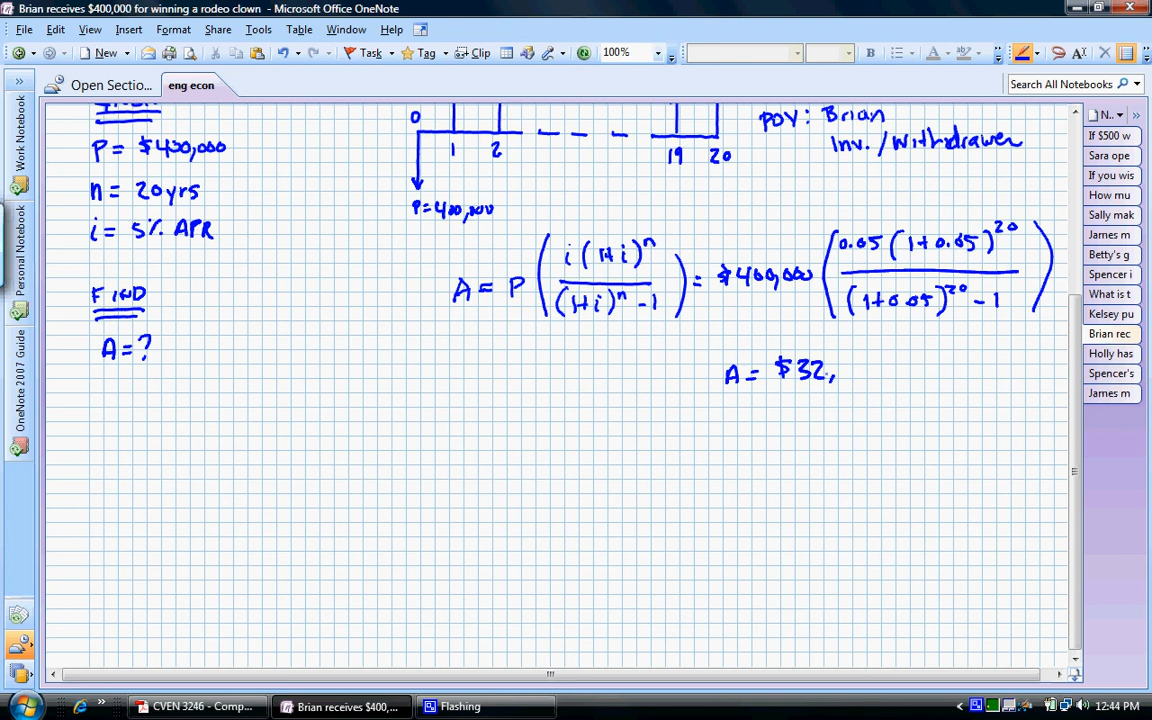 Brian receives $400,000 for winning a rodeo clown - Microsoft Office OneNote
File Edit View Insert Format Share Tools Table Window Help
New Task Tag Clip 100%
Open Sectio... eng econ Search All Notebooks
Work Notebook
Personal Notebook
OneNote 2007 Guide
P = $400,000
n = 20 yrs
i = 5% APR
FIND
A = ?
0
1 2 19 20
P = 400,000
POV: Brian
Inv. / Withdrawer
A = P ( i (1+i)^n / (1+i)^n - 1 ) = $400,000 ( 0.05 (1+0.05)^20 / (1+0.05)^20 - 1 )
A = $32,
N..
If $500 w
Sara ope
If you wis
How mu
Sally mak
James m
Betty's g
Spencer i
What is t
Kelsey pu
Brian rec
Holly has
Spencer's
James m
CVEN 3246 - Comp... Brian receives $400,... Flashing 12:44 PM